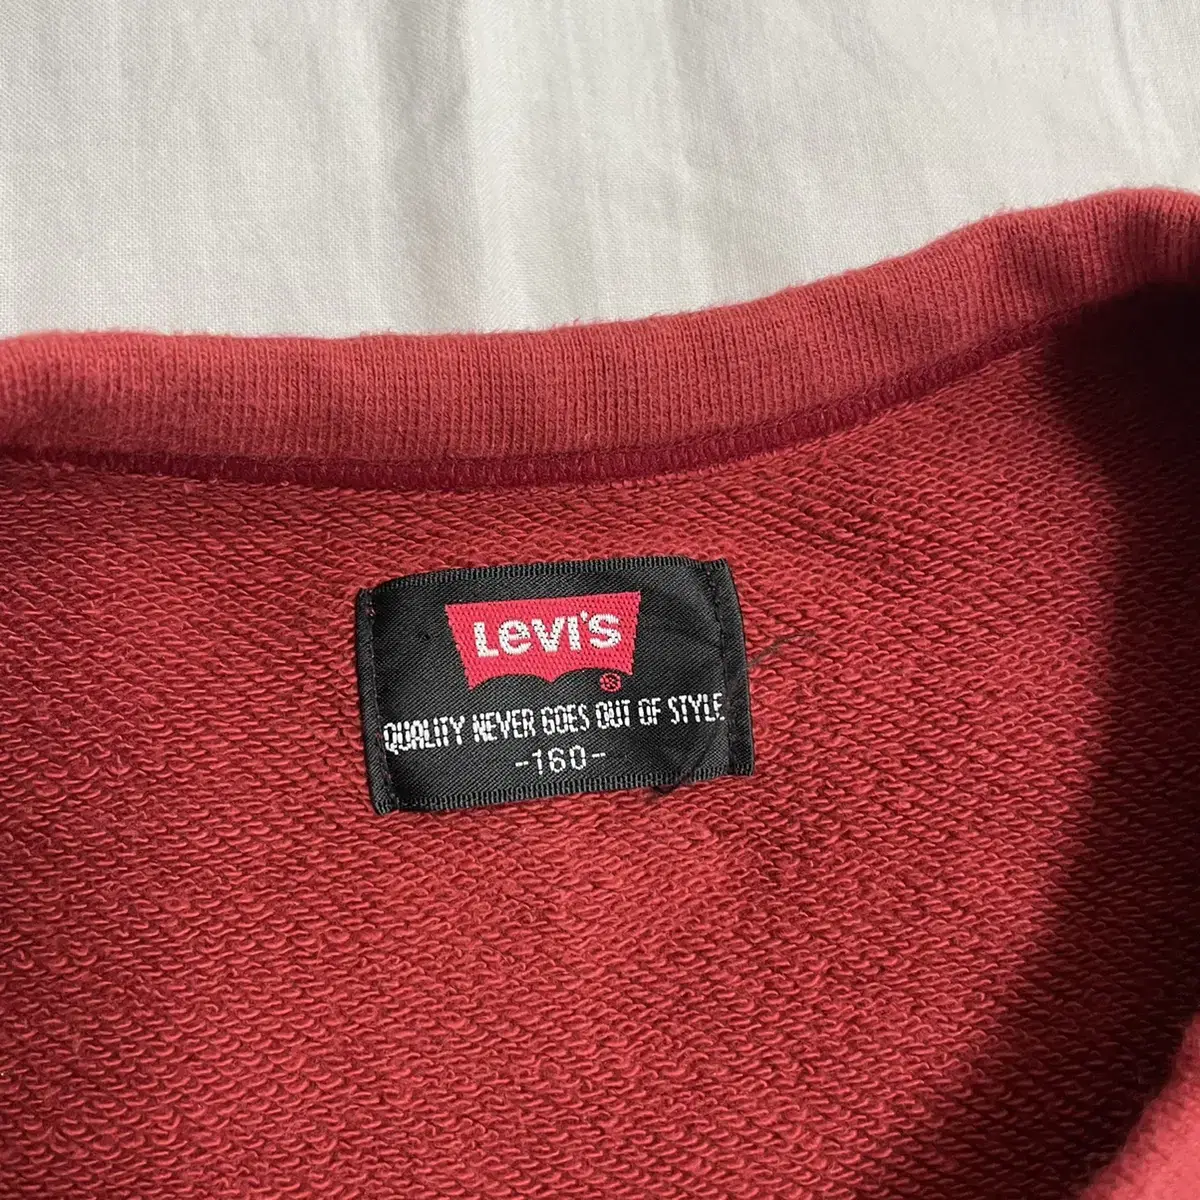 Levi's
®
QUALITY NEVER GOES OUT OF STYLE
-160-